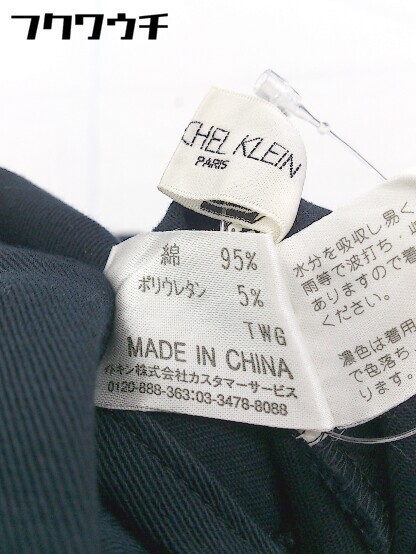 フクワウチ
CHEL KLEIN
PARIS
綿 95%
ポリウレタン 5%
TWG
MADE IN CHINA
イトキン株式会社カスタマーサービス
0120-888-363:03-3478-8088
水分を吸収し易く
雨等で波打ち、
ありますので着
ください。
濃色は着用
で色落ち
ります。